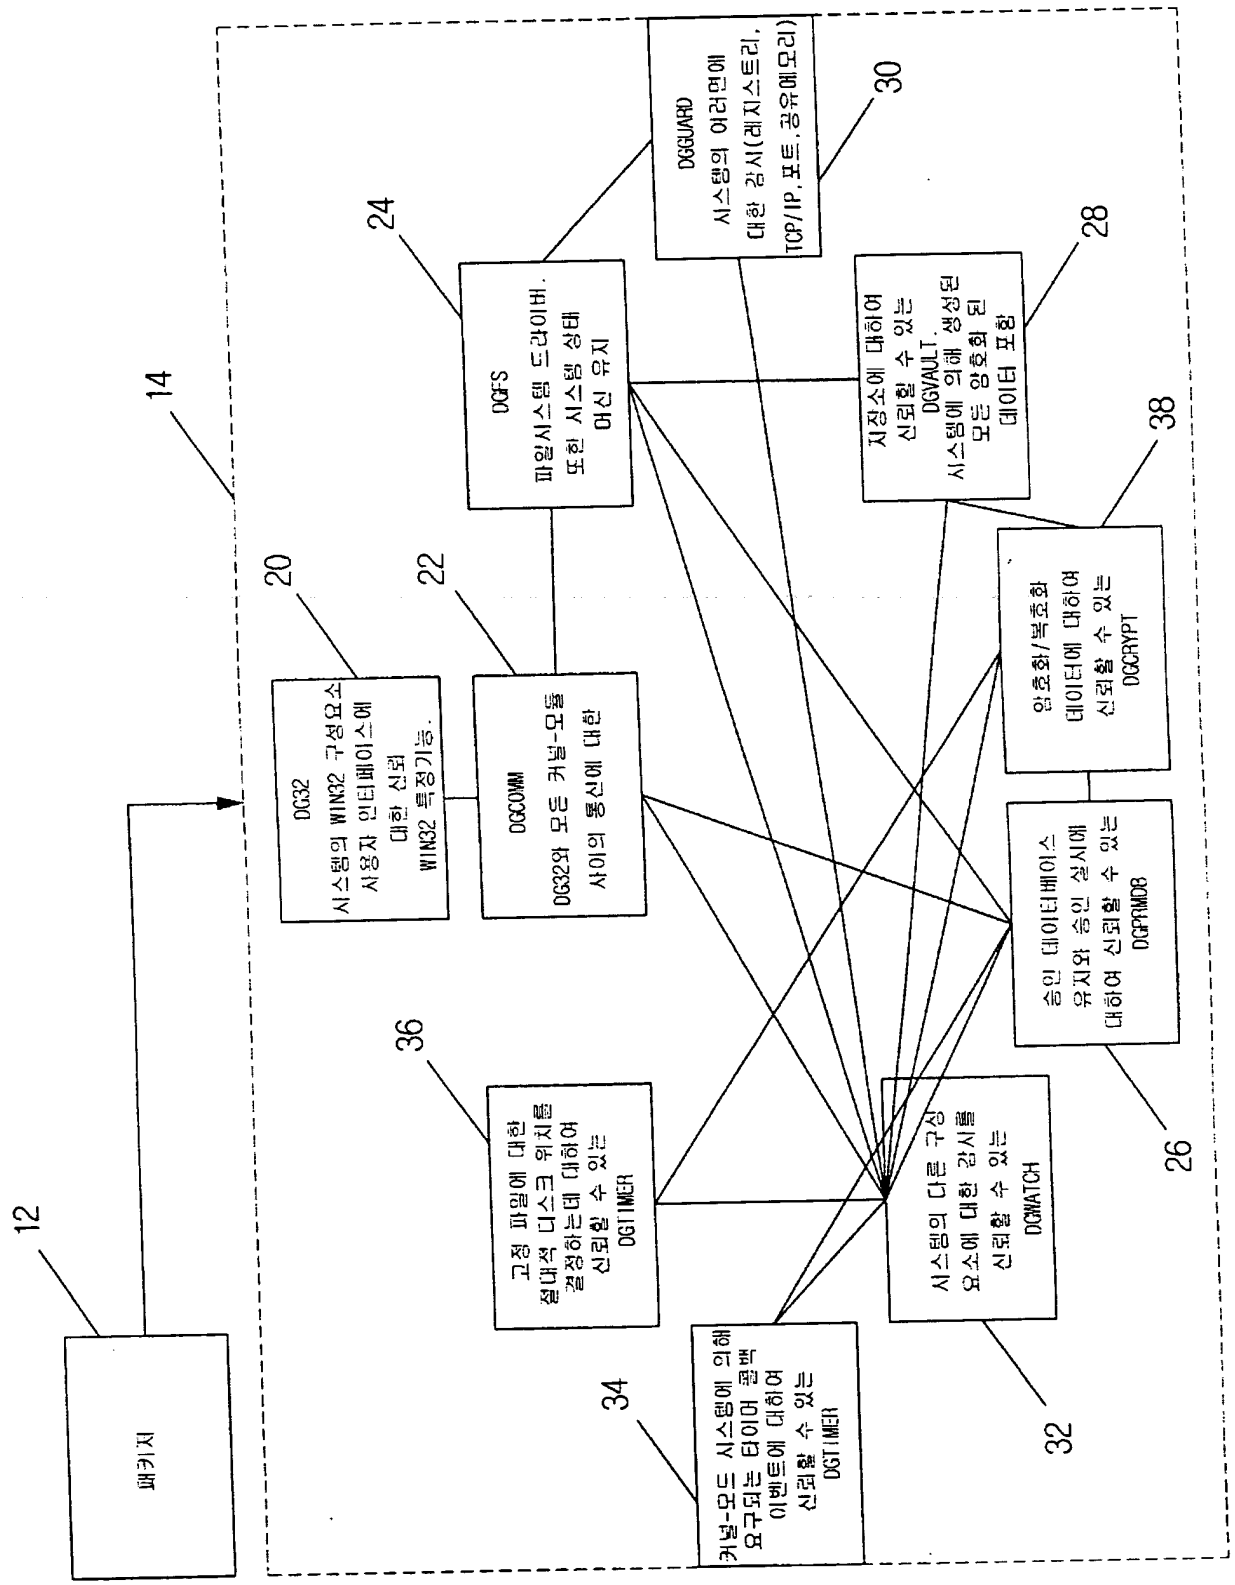 12
패키저
14
20
DG32
시스템의 WIN32 구성요소
사용자 인터페이스에
대한 신뢰
WIN32 특정기능.
22
DGCOMM
DG32와 모든 커널-모듈
사이의 통신에 대한
24
DGFS
파일시스템 드라이버.
또한 시스템 상태
머신 유지
30
DGGUARD
시스템의 여러면에
대한 감시(레지스트리,
TCP/IP,포트,공유메모리)
36
고정 파일에 대한
절대적 디스크 위치를
결정하는데 대하여
신뢰할 수 있는
DGTIMER
34
커널-모드 시스템에 의해
요구되는 타이머 콜백
이벤트에 대하여
신뢰할 수 있는
DGTIMER
32
시스템의 다른 구성
요소에 대한 감시를
신뢰할 수 있는
DGWATCH
26
승인 데이터베이스
유지와 승인 실시에
대하여 신뢰할 수 있는
DGPRMDB
38
암호화/복호화
데이터에 대하여
신뢰할 수 있는
DGCRYPT
28
저장소에 대하여
신뢰할 수 있는
DGVAULT.
시스템에 의해 생성된
모든 암호화 된
데이터 포함